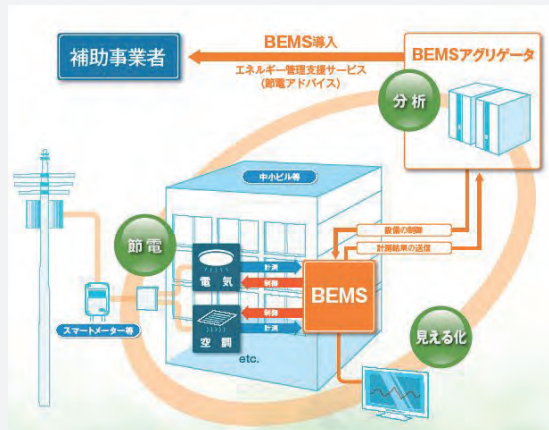 補助事業者
BEMS導入
エネルギー管理支援サービス
(節電アドバイス)
BEMSアグリゲータ
分析
中小ビル等
設備の制御
計測結果の送信
節電
電気
計測
制御
BEMS
制御
空調
計測
スマートメーター等
etc.
見える化